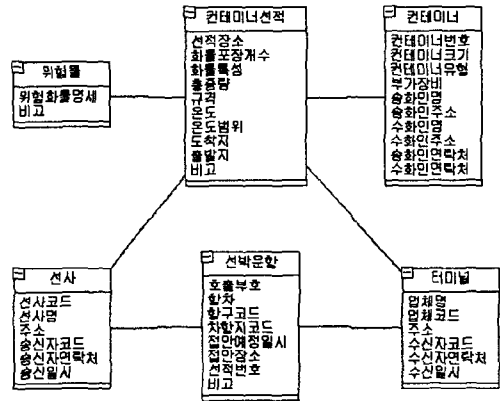 컨테이너선적
선적장소
화물포장개수
화물특성
총중량
규격
온도
온도범위
도착지
출발지
비고
컨테이너
컨테이너번호
컨테이너크기
컨테이너유형
부가장비
송화인명
송화인주소
수화인명
수화인주소
송화인연락처
수화인연락처
위험물
위험화물명세
비고
선사
선사코드
선사명
주소
송신자코드
송신자연락처
송신일시
선박운항
호출부호
항차
항구코드
차항지코드
접안예정일시
접안장소
선적번호
비고
터미널
업체명
업체코드
주소
수신자코드
수신자연락처
수신일시